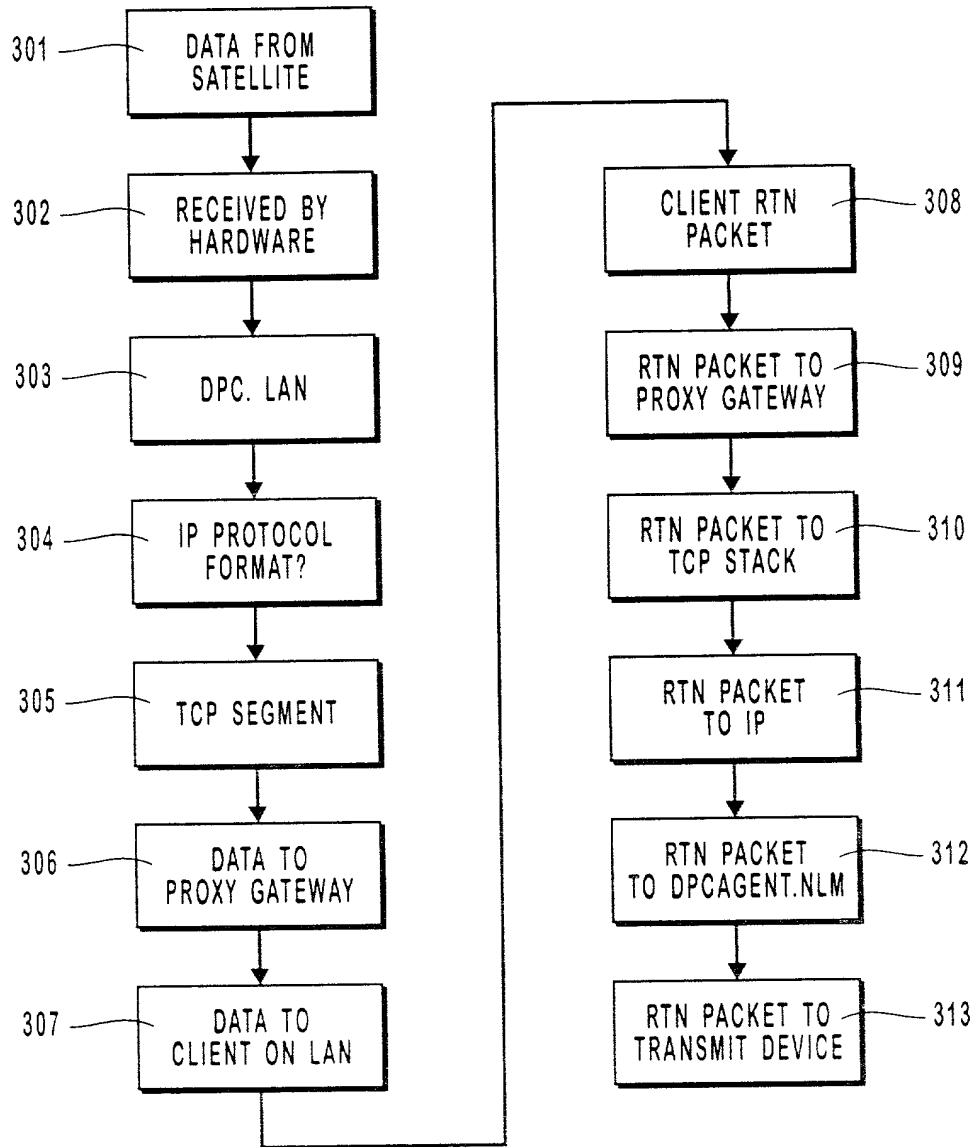 301
DATA FROM
SATELLITE
302
RECEIVED BY
HARDWARE
303
DPC. LAN
304
IP PROTOCOL
FORMAT?
305
TCP SEGMENT
306
DATA TO
PROXY GATEWAY
307
DATA TO
CLIENT ON LAN
CLIENT RTN
PACKET
308
RTN PACKET TO
PROXY GATEWAY
309
RTN PACKET TO
TCP STACK
310
RTN PACKET
TO IP
311
RTN PACKET
TO DPCAGENT.NLM
312
RTN PACKET TO
TRANSMIT DEVICE
313